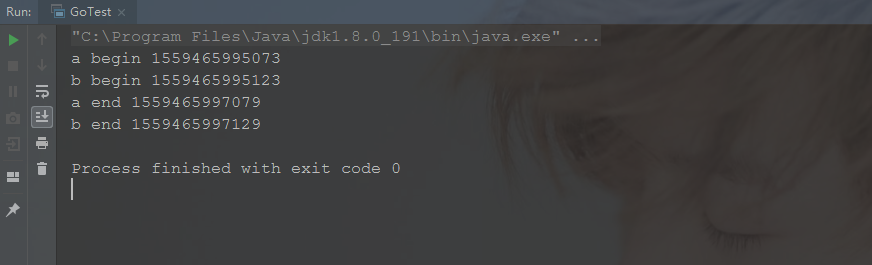 Run: GoTest
"C:\Program Files\Java\jdk1.8.0_191\bin\java.exe" ...
a begin 1559465995073
b begin 1559465995123
a end 1559465997079
b end 1559465997129
Process finished with exit code 0